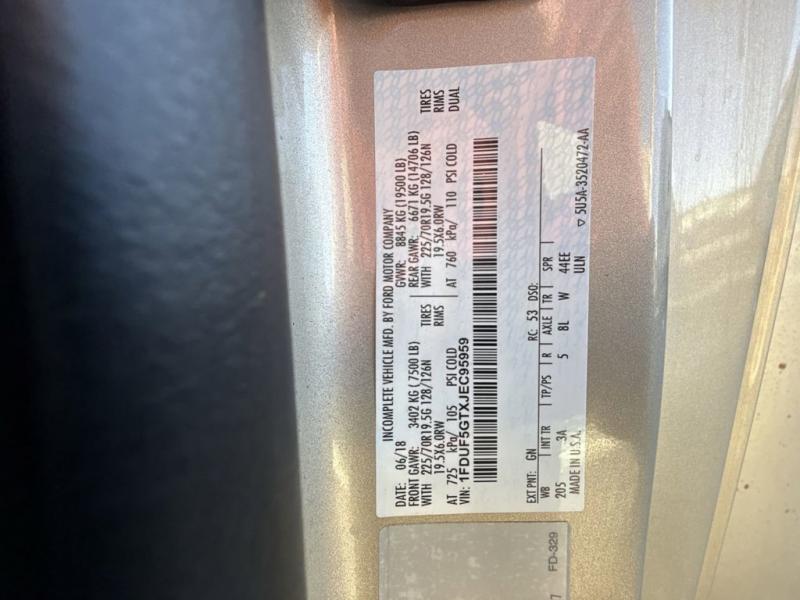 INCOMPLETE VEHICLE MFD. BY FORD MOTOR COMPANY
DATE: 06/18 GVWR: 8845 KG (19500 LB)
FRONT GAWR: 3402 KG (7500 LB) REAR GAWR: 6671 KG (14706 LB)
WITH 225/70R19.5G 128/126N TIRES WITH 225/70R19.5G 128/126N TIRES
19.5X6.0RW RIMS 19.5X6.0RW RIMS
AT 725 kPa/ 105 PSI COLD AT 760 kPa/ 110 PSI COLD DUAL
VIN: 1FDUF5GTXJEC95959
EXT PNT: GN RC: 53 DSO:
WB INT TR TP/PS R AXLE TR SPR
205 3A 5 8L W 44EE
MADE IN U.S.A. ULN
▽ 5U5A-3520472-AA
FD-329
7